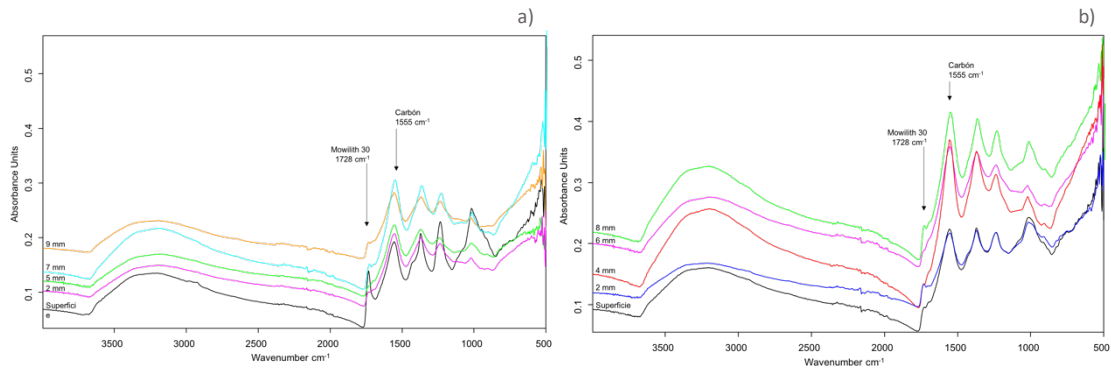 a)
Absorbance Units
0.5
0.4
0.3
0.2
0.1
Carbón
1555 cm-1
Mowilith 30
1728 cm-1
9 mm
7 mm
5 mm
2 mm
Superfici
e
3500 3000 2500 2000 1500 1000 500
Wavenumber cm-1
b)
Absorbance Units
0.5
0.4
0.3
0.2
0.1
Carbón
1555 cm-1
Mowilith 30
1728 cm-1
8 mm
6 mm
4 mm
2 mm
Superficie
3500 3000 2500 2000 1500 1000 500
Wavenumber cm-1